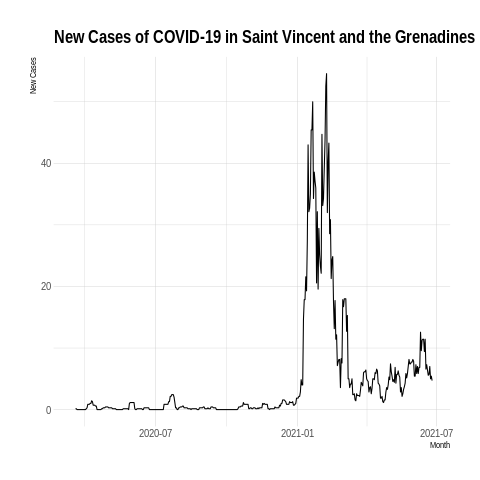 New Cases of COVID-19 in Saint Vincent and the Grenadines
New Cases
40
20
0
2020-07
2021-01
2021-07
Month